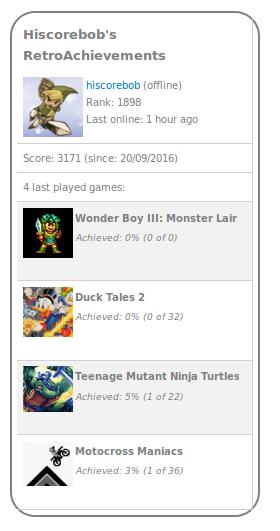 Hiscorebob's
RetroAchievements
hiscorebob (offline)
Rank: 1898
Last online: 1 hour ago
Score: 3171 (since: 20/09/2016)
4 last played games:
Wonder Boy III: Monster Lair
Achieved: 0% (0 of 0)
Duck Tales 2
Achieved: 0% (0 of 32)
Teenage Mutant Ninja Turtles
Achieved: 5% (1 of 22)
Motocross Maniacs
Achieved: 3% (1 of 36)